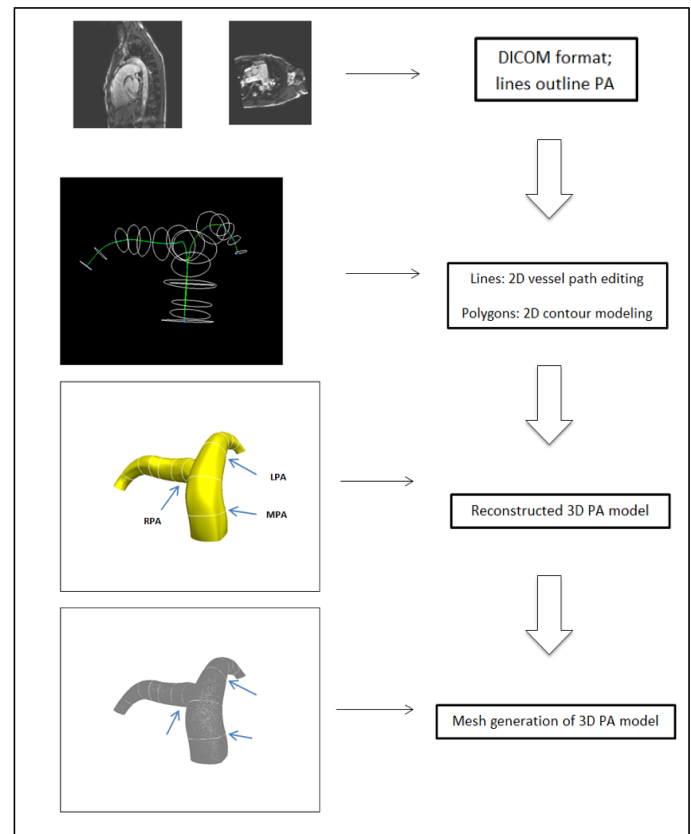 DICOM format;
lines outline PA
Lines: 2D vessel path editing
Polygons: 2D contour modeling
LPA
MPA
RPA
Reconstructed 3D PA model
Mesh generation of 3D PA model